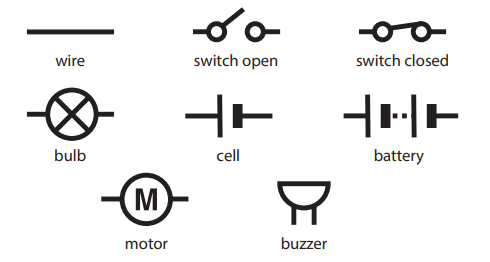 wire
switch open
switch closed
bulb
cell
battery
M
motor
buzzer